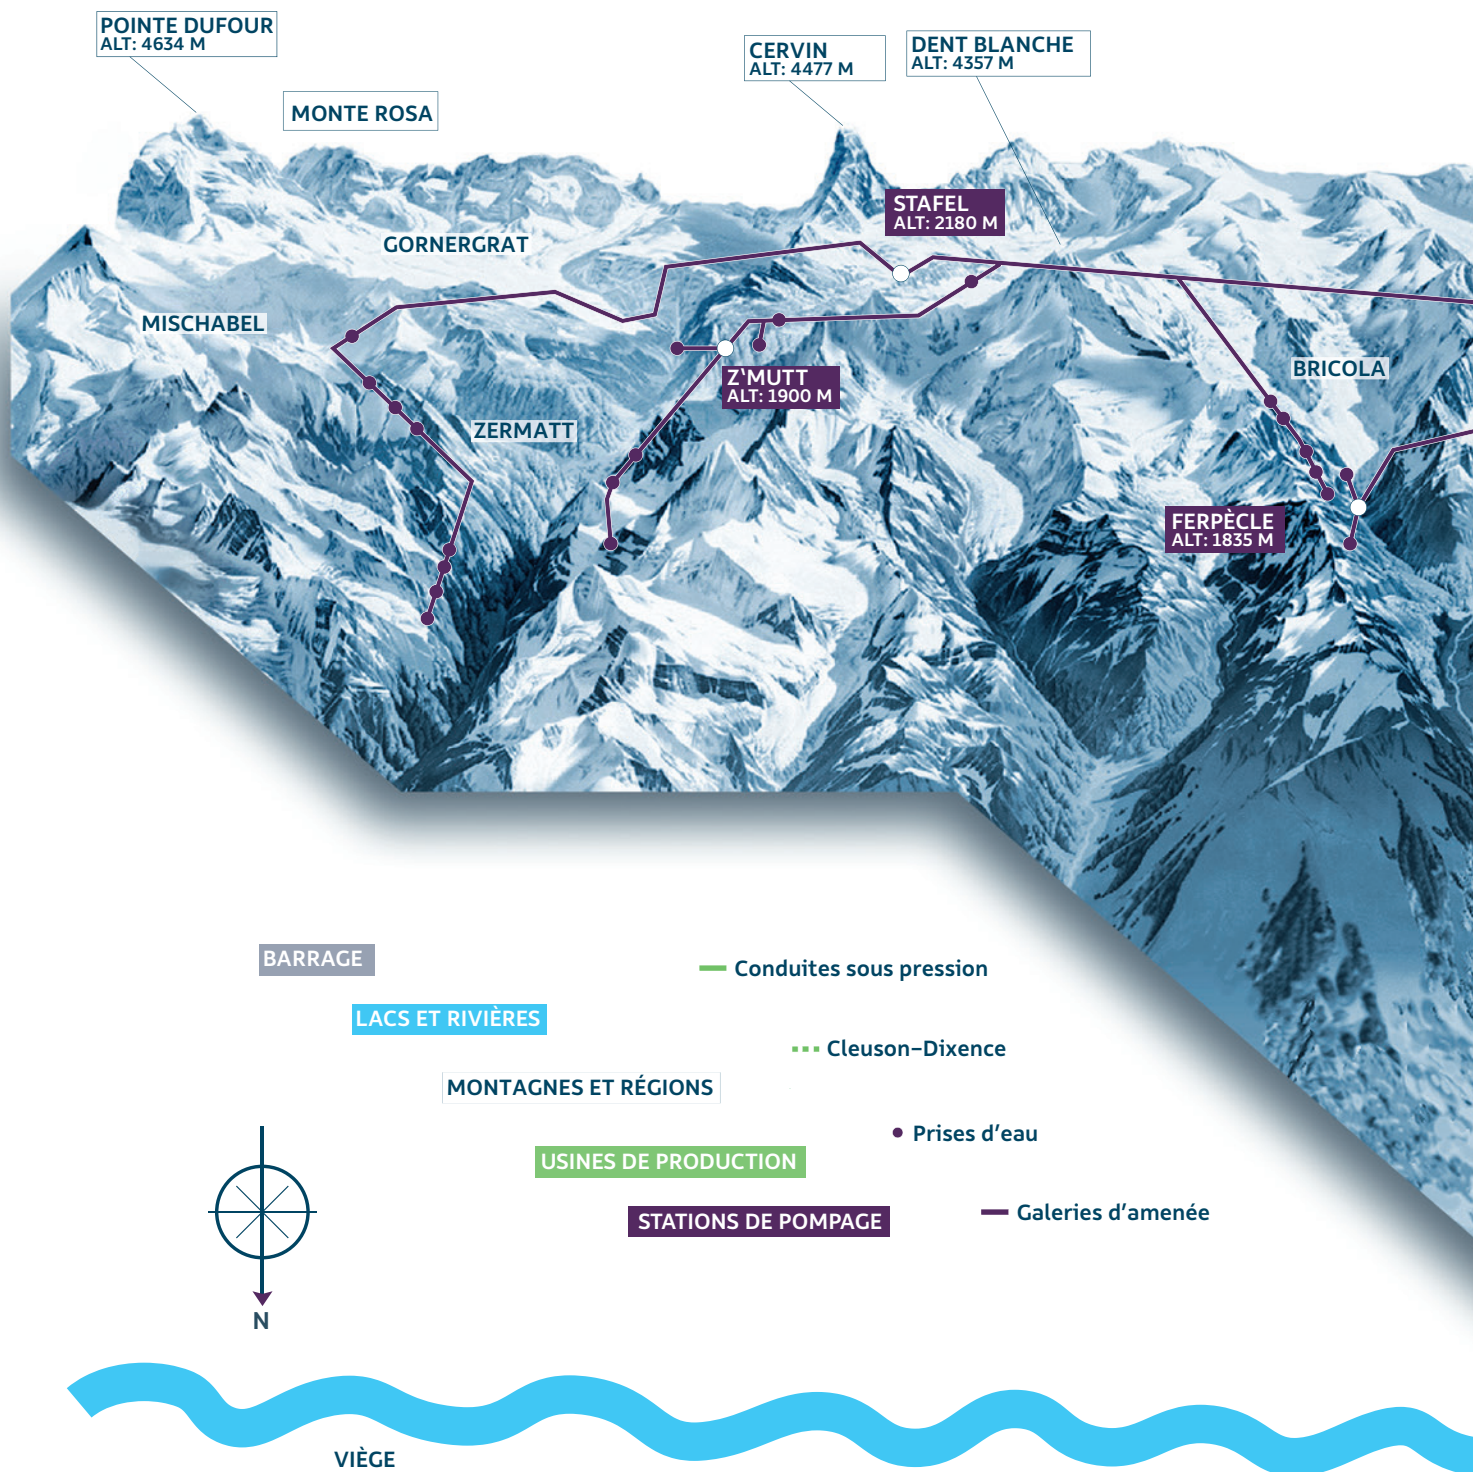 POINTE DUFOUR
ALT: 4634 M
MONTE ROSA
CERVIN
ALT: 4477 M
DENT BLANCHE
ALT: 4357 M
STAFEL
ALT: 2180 M
GORNERGRAT
MISCHABEL
BRICOLA
Z'MUTT
ALT: 1900 M
ZERMATT
FERPÈCLE
ALT: 1835 M
BARRAGE
LACS ET RIVIÈRES
MONTAGNES ET RÉGIONS
USINES DE PRODUCTION
STATIONS DE POMPAGE
Conduites sous pression
Cleuson–Dixence
Prises d’eau
Galeries d’amenée
N
VIÈGE